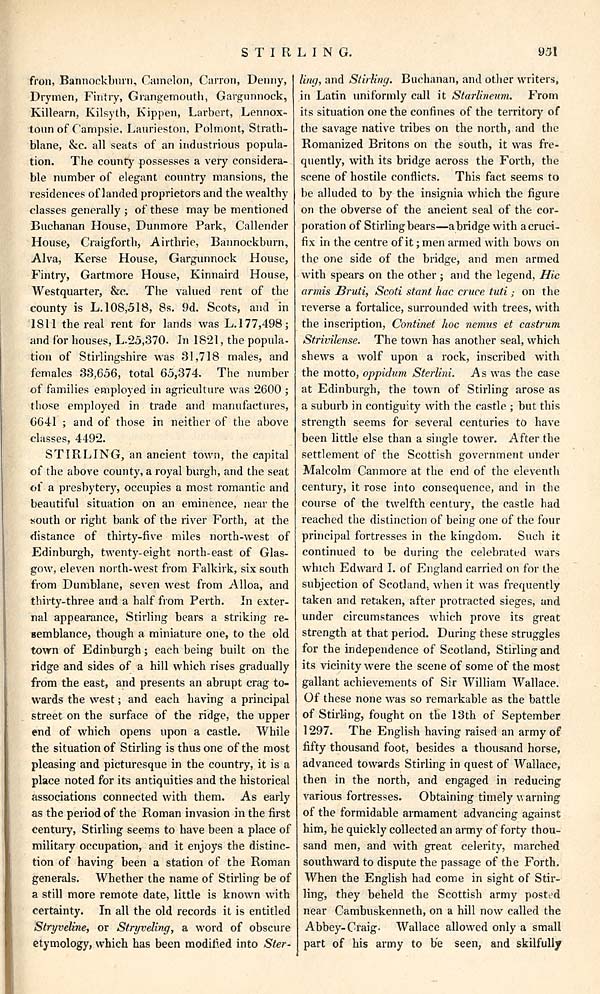 STIRLING.
951
fron, Bannockburn, Camelon, Carron, Denny,
Drymen, Fintry, Grangemouth, Gargunnock,
Killearn, Kilsyth, Kippen, Larbert, Lennox-
toun of Campsie, Laurieston, Polmont, Strath-
blane, &c. all seats of an industrious popula-
tion. The county possesses a very considera-
ble number of elegant country mansions, the
residences of landed proprietors and the wealthy
classes generally ; of these may be mentioned
Buchanan House, Dunmore Park, Callender
House, Craigforth, Airthrie, Bannockburn,
Alva, Kerse House, Gargunnock House,
Fintry, Gartmore House, Kinnaird House,
Westquarter, &c. The valued rent of the
county is L.108,518, 8s. 9d. Scots, and in
1811 the real rent for lands was L.177,498 ;
and for houses, L.25,370. In 1821, the popula-
tion of Stirlingshire was 31,718 males, and
females 33,656, total 65,374. The number
of families employed in agriculture was 2600 ;
those employed in trade and manufactures,
6641 ; and of those in neither of the above
classes, 4492.
STIRLING, an ancient town, the capital
of the above county, a royal burgh, and the seat
of a presbytery, occupies a most romantic and
beautiful situation on an eminence, near the
south or right bank of the river Forth, at the
distance of thirty-five miles north-west of
Edinburgh, twenty-eight north-east of Glas-
gow, eleven north-west from Falkirk, six south
from Dumblane, seven west from Alloa, and
thirty-three and a half from Perth. In exter-
nal appearance, Stirling bears a striking re-
semblance, though a miniature one, to the old
town of Edinburgh ; each being built on the
ridge and sides of a hill which rises gradually
from the east, and presents an abrupt crag to-
wards the west ; and each having a principal
street on the surface of the ridge, the upper
end of which opens upon a castle. While
the situation of Stirling is thus one of the most
pleasing and picturesque in the country, it is a
place noted for its antiquities and the historical
associations connected with them. As early
as the period of the Roman invasion in the first
century, Stirling seems to have been a place of
military occupation, and it enjoys the distinc-
tion of having been a station of the Roman
generals. Whether the name of Stirling be of
a still more remote date, little is known with
certainty. In all the old records it is entitled
Stryveline, or Stryveling, a word of obscure
etymology, which has been modified into Ster-
ling, and Stirling. Buchanan, and other writers,
in Latin uniformly call it Starlineum. From
its situation one the confines of the territory of
the savage native tribes on the north, and the
Romanized Britons on the south, it was fre-
quently, with its bridge across the Forth, the
scene of hostile conflicts. This fact seems to
be alluded to by the insignia which the figure
on the obverse of the ancient seal of the cor-
poration of Stirling bears—a bridge with a cruci-
fix in the centre of it ; men armed with bows on
the one side of the bridge, and men armed
with spears on the other ; and the legend, Hic
armis Bruti, Scoti stant hac cruce tuti ; on the
reverse a fortalice, surrounded with trees, with
the inscription, Continet hoc nemus et castrum
Strivilense. The town has another seal, which
shews a wolf upon a rock, inscribed with
the motto, oppidum Sterlini. As was the case
at Edinburgh, the town of Stirling arose as
a suburb in contiguity with the castle ; but this
strength seems for several centuries to have
been little else than a single tower. After the
settlement of the Scottish government under
Malcolm Canmore at the end of the eleventh
century, it rose into consequence, and in the
course of the twelfth century, the castle had
reached the distinction of being one of the four
principal fortresses in the kingdom. Such it
continued to be during the celebrated wars
which Edward I. of England carried on for the
subjection of Scotland, when it was frequently
taken and retaken, after protracted sieges, and
under circumstances which prove its great
strength at that period. During these struggles
for the independence of Scotland, Stirling and
its vicinity were the scene of some of the most
gallant achievements of Sir William Wallace.
Of these none was so remarkable as the battle
of Stirling, fought on the 13th of September
1297. The English having raised an army of
fifty thousand foot, besides a thousand horse,
advanced towards Stirling in quest of Wallace,
then in the north, and engaged in reducing
various fortresses. Obtaining timely warning
of the formidable armament advancing against
him, he quickly collected an army of forty thou-
sand men, and with great celerity, marched
southward to dispute the passage of the Forth.
When the English had come in sight of Stir-
ling, they beheld the Scottish army posted
near Cambuskenneth, on a hill now called the
Abbey-Craig. Wallace allowed only a small
part of his army to be seen, and skilfully